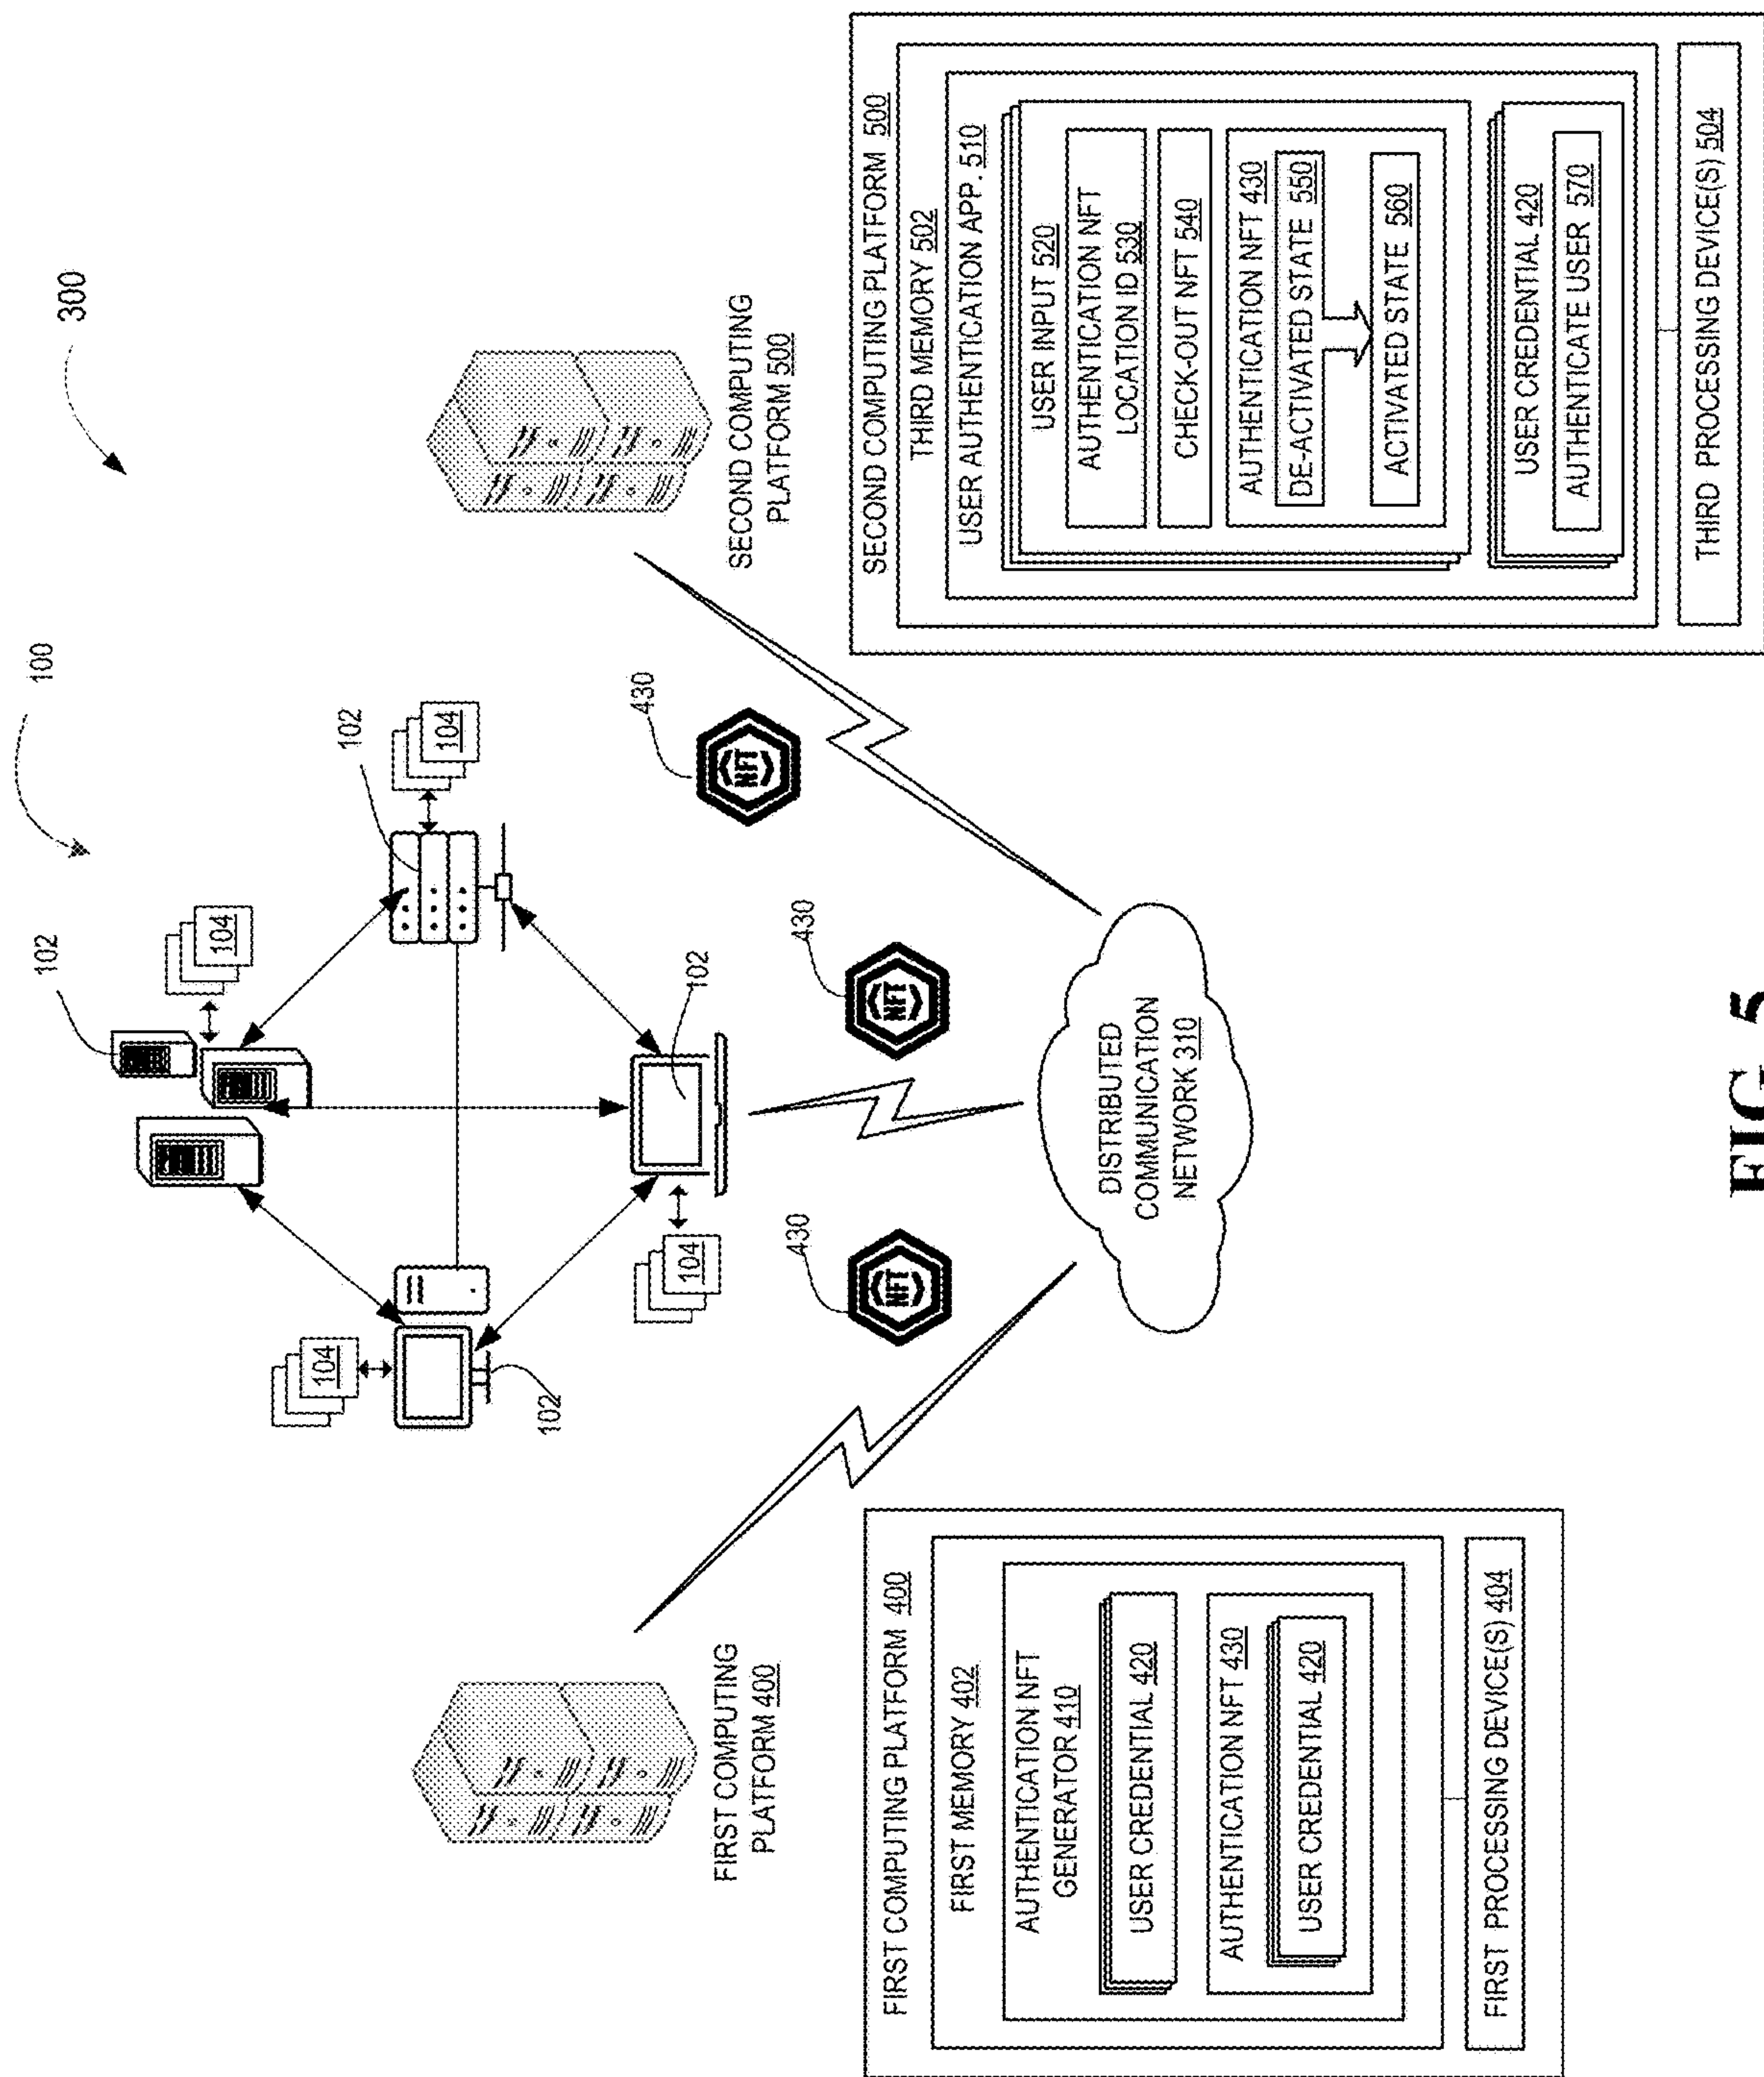 300
100
102
104
102
104
104
102
104
102
FIRST COMPUTING
PLATFORM 400
SECOND COMPUTING
PLATFORM 500
430
430
430
NFT
NFT
NFT
DISTRIBUTED
COMMUNICATION
NETWORK 310
FIRST COMPUTING PLATFORM 400
FIRST MEMORY 402
AUTHENTICATION NFT
GENERATOR 410
USER CREDENTIAL 420
AUTHENTICATION NFT 430
USER CREDENTIAL 420
FIRST PROCESSING DEVICE(S) 404
SECOND COMPUTING PLATFORM 500
THIRD MEMORY 502
USER AUTHENTICATION APP. 510
USER INPUT 520
AUTHENTICATION NFT
LOCATION ID 530
CHECK-OUT NFT 540
AUTHENTICATION NFT 430
DE-ACTIVATED STATE 550
ACTIVATED STATE 560
USER CREDENTIAL 420
AUTHENTICATE USER 570
THIRD PROCESSING DEVICE(S) 504
FIG. 5